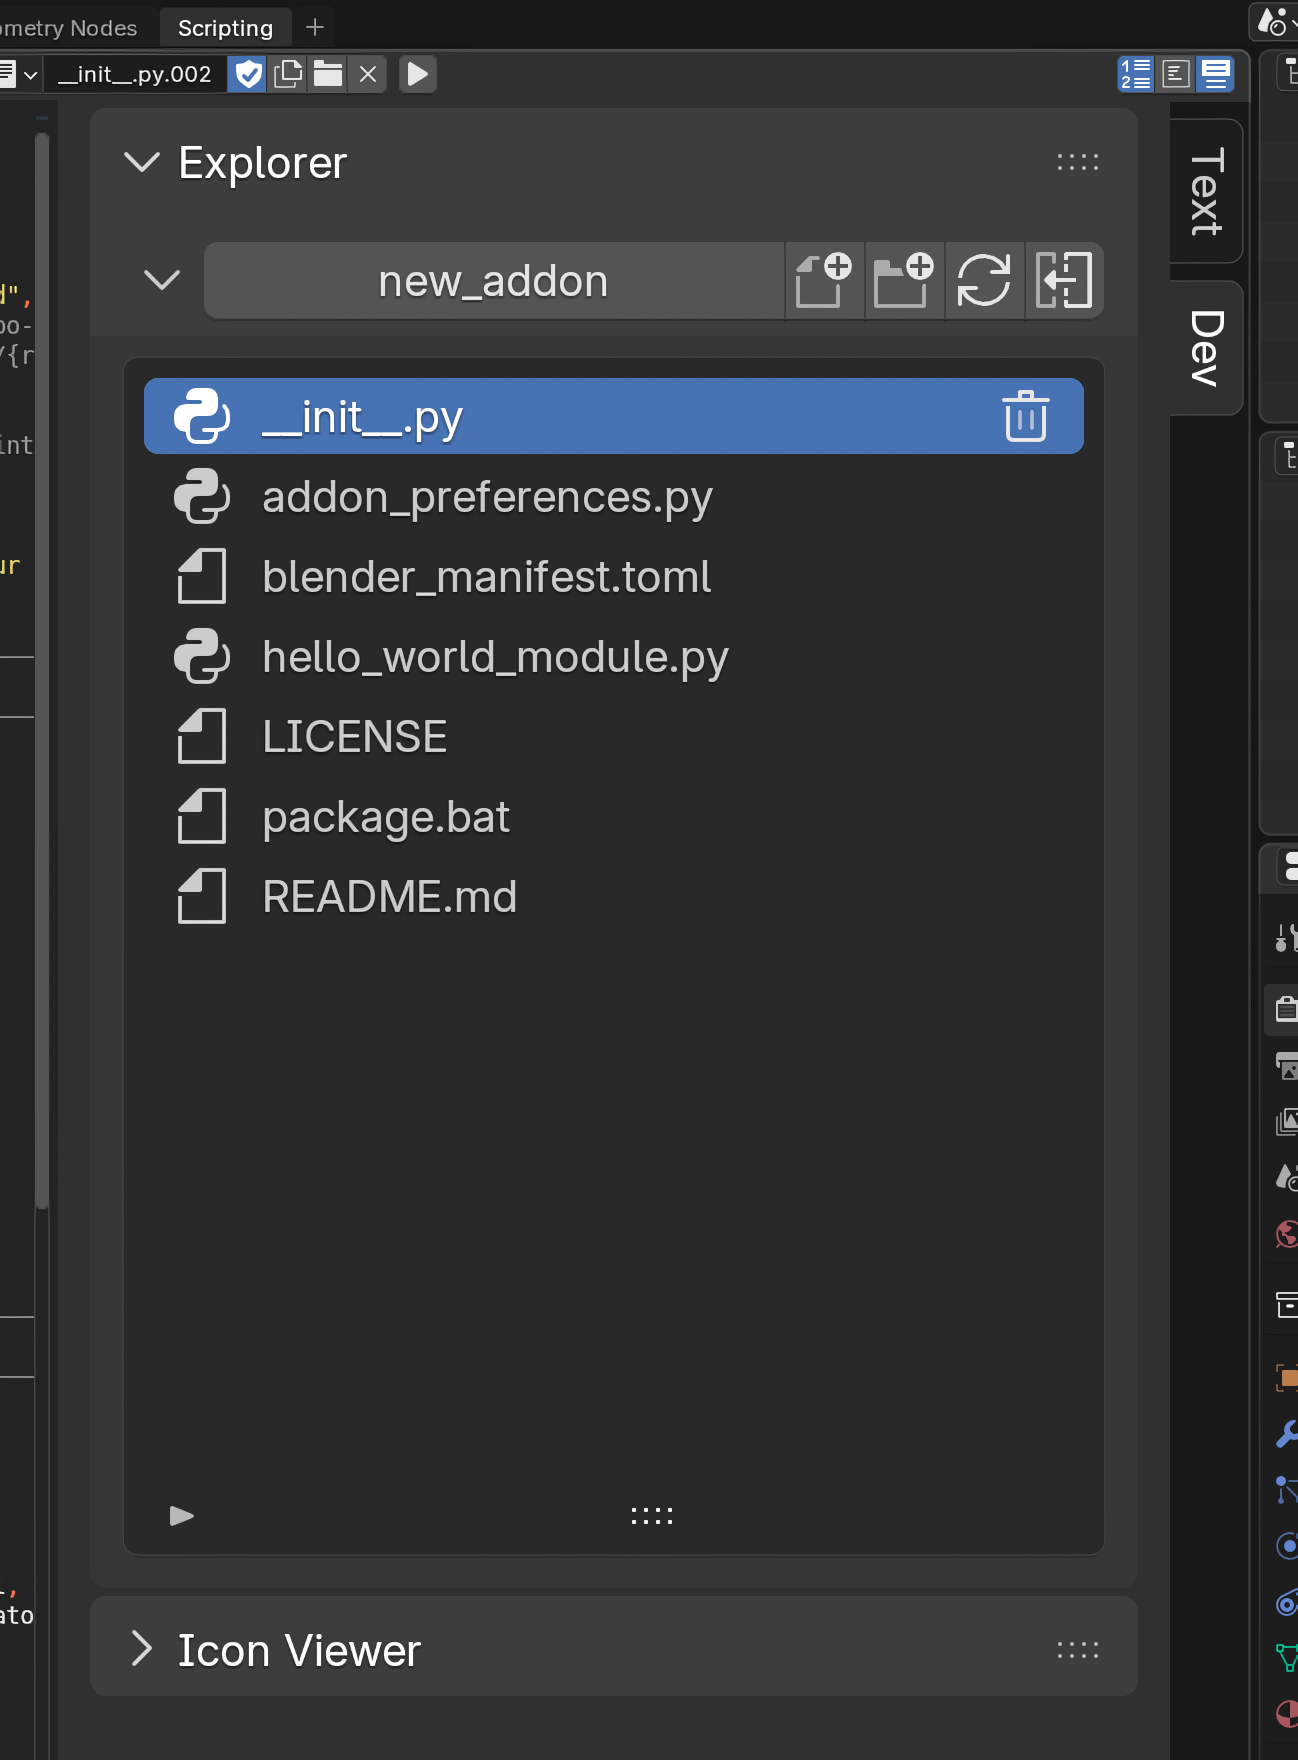 ometry Nodes
Scripting
__init__.py.002
Explorer
Text
Dev
new_addon
__init__.py
addon_preferences.py
blender_manifest.toml
hello_world_module.py
LICENSE
package.bat
README.md
Icon Viewer
d",
oo-
/{r
int
ur
ato